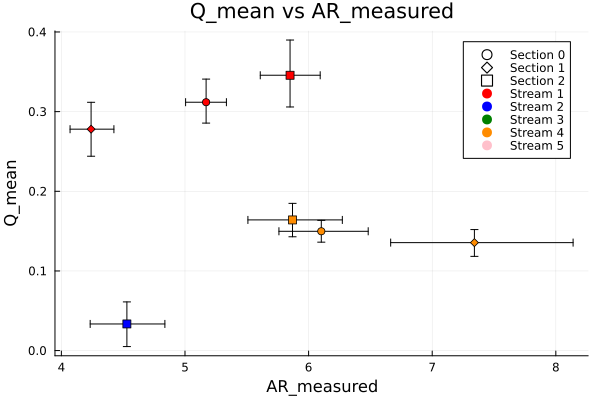 Q_mean vs AR_measured
0.4
0.3
0.2
0.1
0.0
Q_mean
4
5
6
7
8
AR_measured
Section 0
Section 1
Section 2
Stream 1
Stream 2
Stream 3
Stream 4
Stream 5